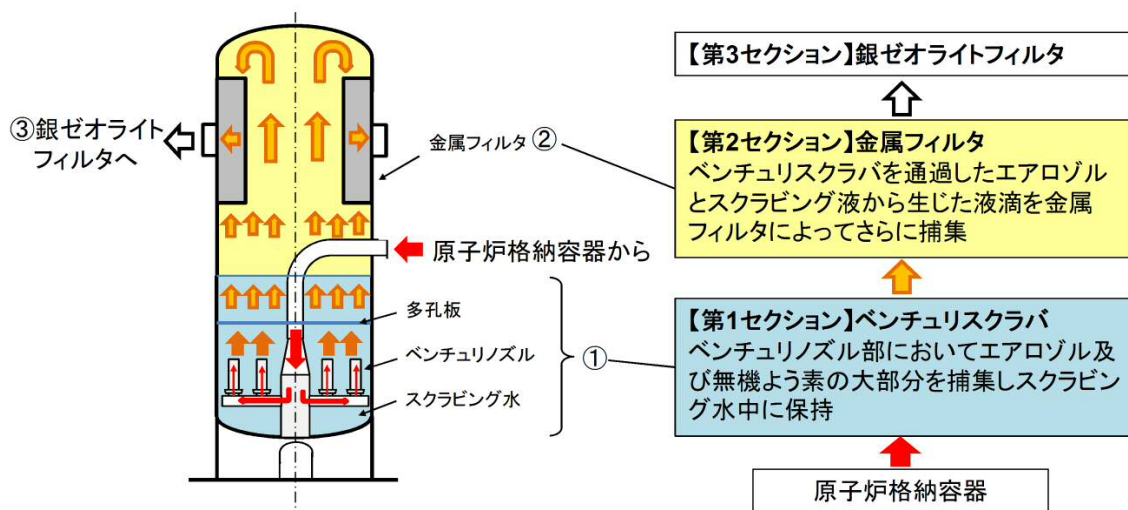 ③銀ゼオライト
フィルタへ
金属フィルタ ②
原子炉格納容器から
多孔板
ベンチュリノズル
スクラビング水
①
【第3セクション】銀ゼオライトフィルタ
【第2セクション】金属フィルタ
ベンチュリスクラバを通過したエアロゾル
とスクラビング液から生じた液滴を金属
フィルタによってさらに捕集
【第1セクション】ベンチュリスクラバ
ベンチュリノズル部においてエアロゾル及
び無機よう素の大部分を捕集しスクラビン
グ水中に保持
原子炉格納容器